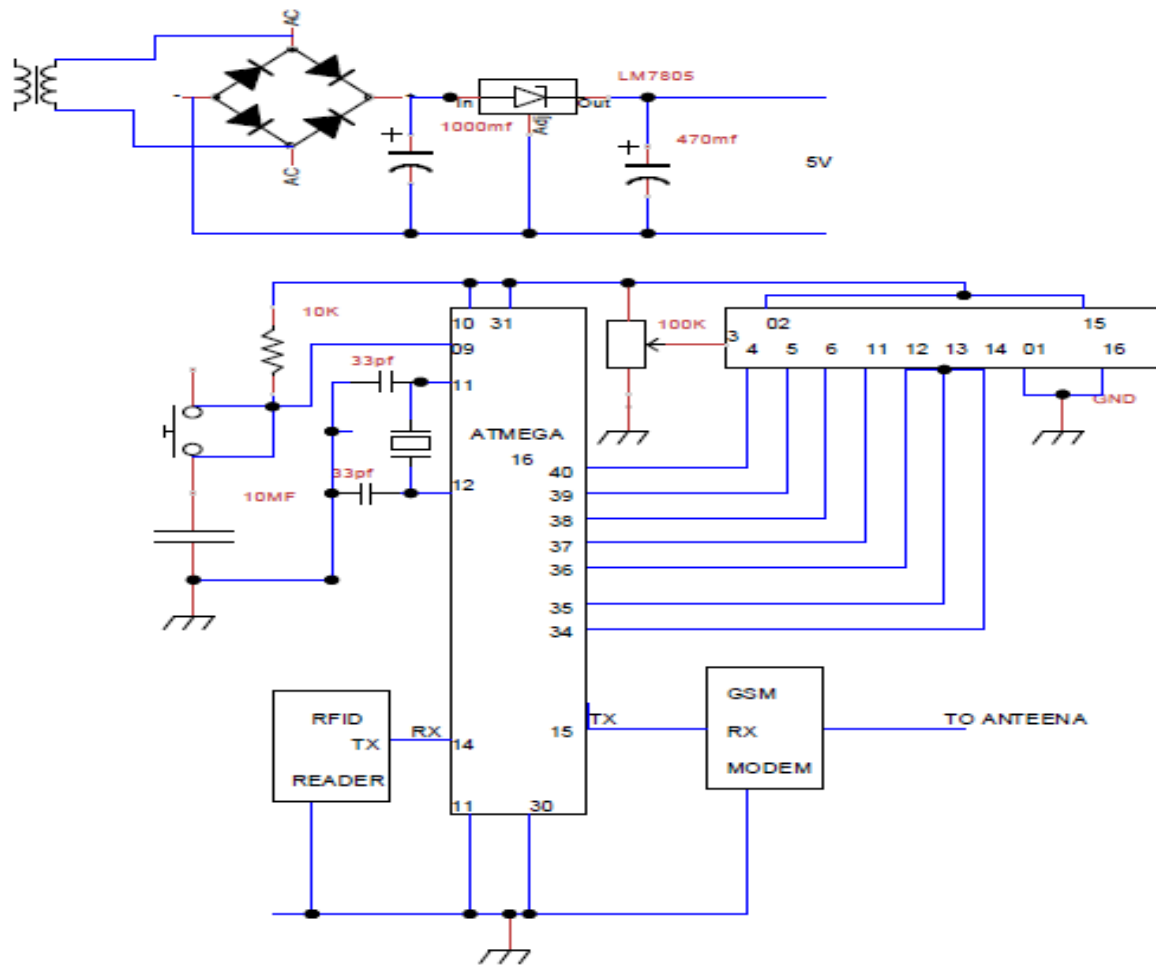 AC
LM7805
- + In Out
1000mf
Adj
470mf
5V
AC
10K
10 31
100K
02 15
3
09
4 5 6 11 12 13 14 01 16
33pf
11
GND
ATMEGA
16
40
33pf
12
39
10MF
38
37
36
35
34
GSM
RFID
TX
TO ANTEENA
RX
15
RX
TX
14
MODEM
READER
11 30